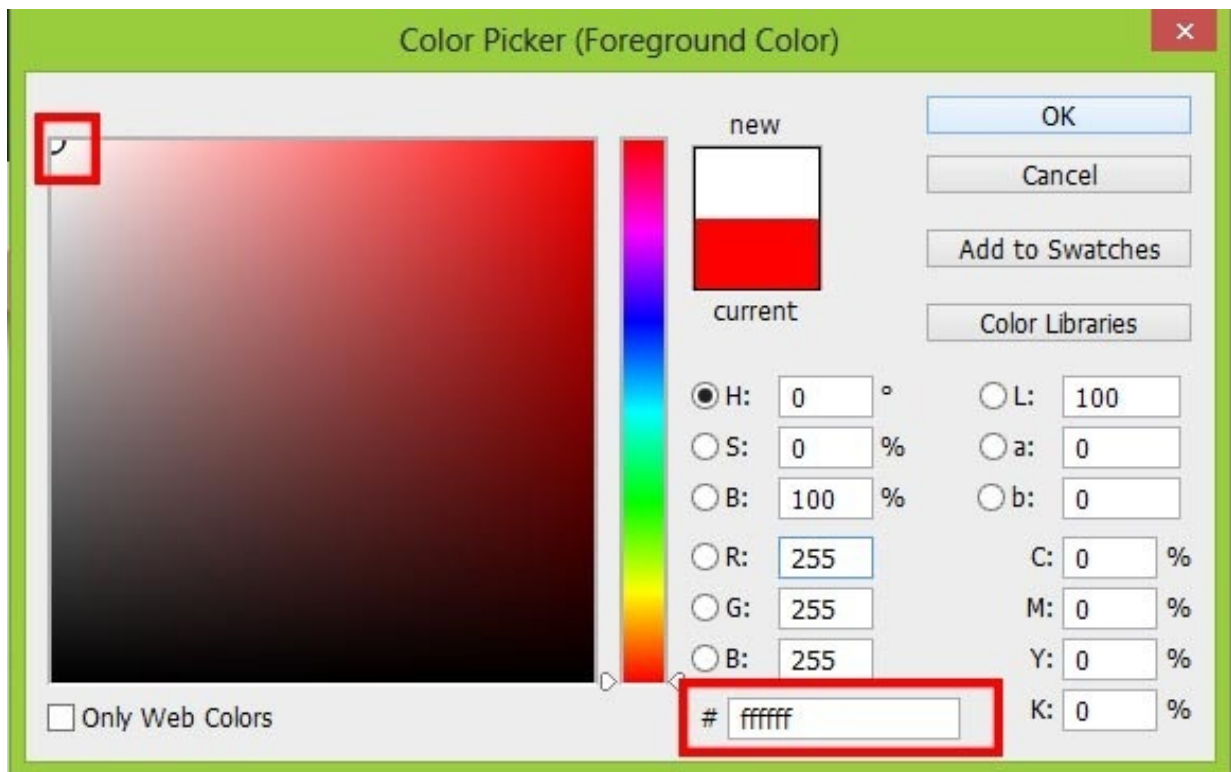 Color Picker (Foreground Color)
new
current
OK
Cancel
Add to Swatches
Color Libraries
H: 0 °
L: 100
S: 0 %
a: 0
B: 100 %
b: 0
R: 255
C: 0 %
G: 255
M: 0 %
B: 255
Y: 0 %
# ffffff
K: 0 %
Only Web Colors